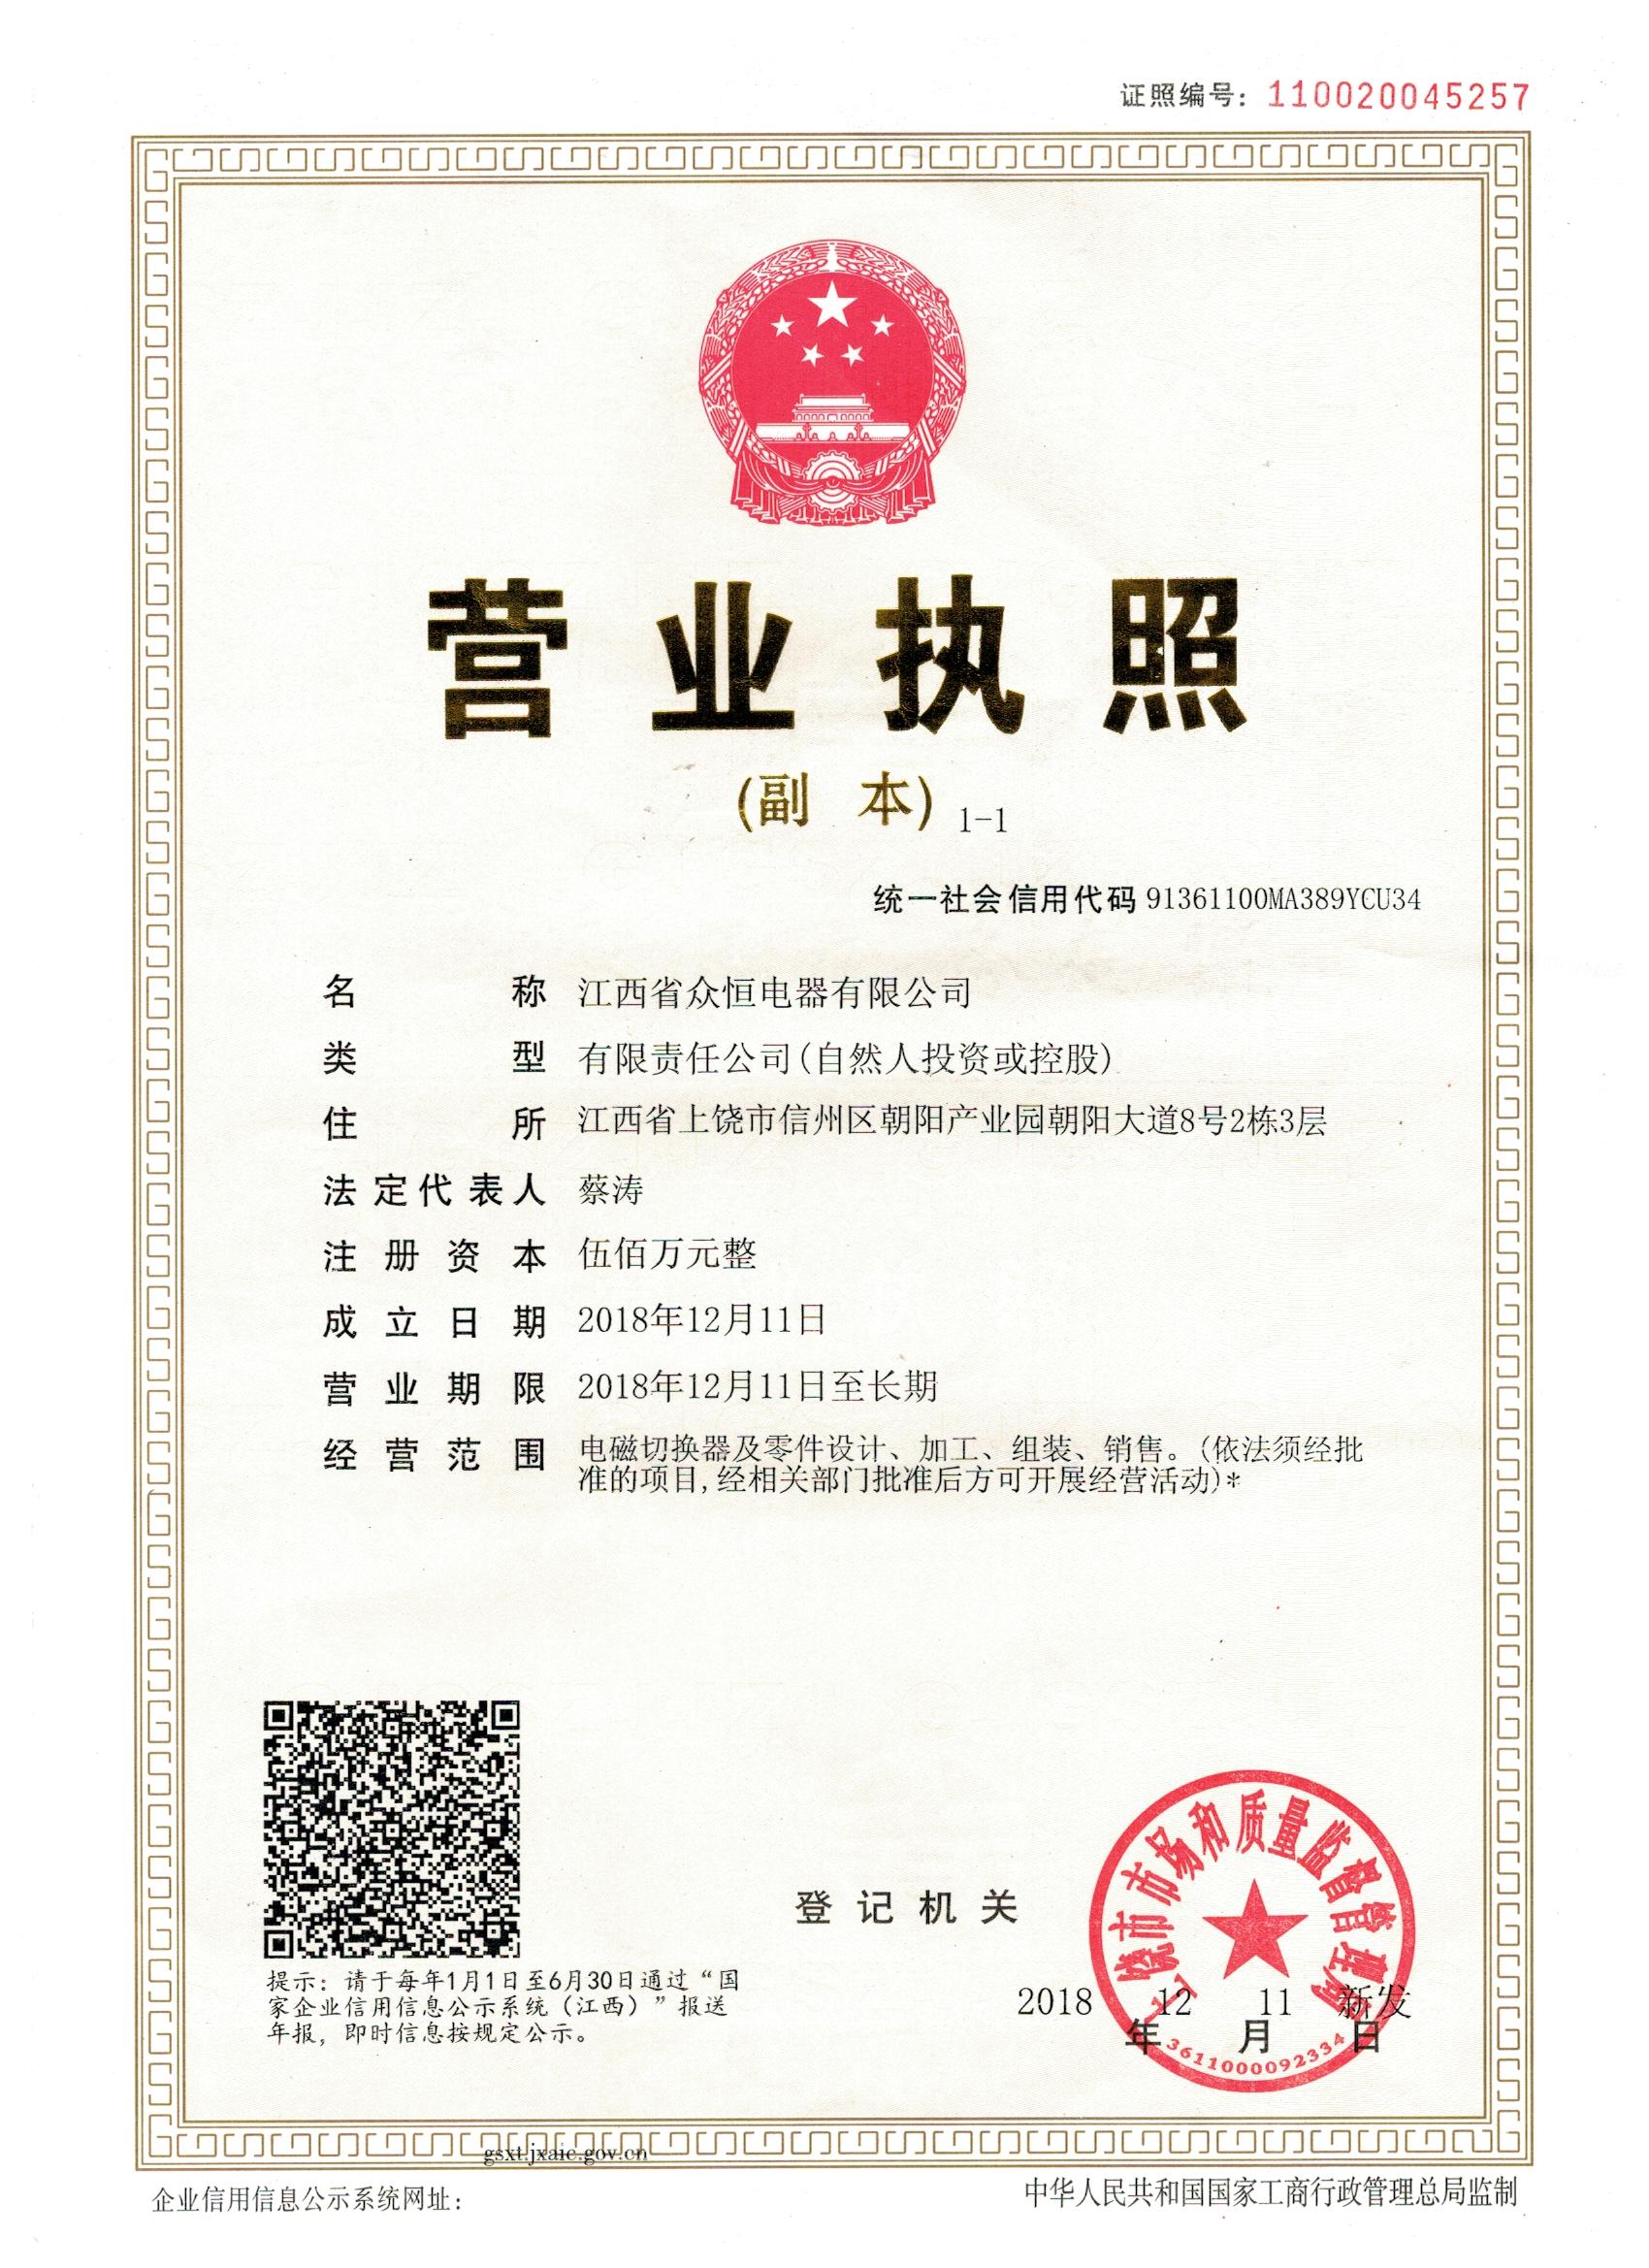 证照编号：110020045257
营业执照
(副 本) 1-1
统一社会信用代码 91361100MA389YCU34
名 称 江西省众恒电器有限公司
类 型 有限责任公司(自然人投资或控股)
住 所 江西省上饶市信州区朝阳产业园朝阳大道8号2栋3层
法定代表人 蔡涛
注册资本 伍佰万元整
成立日期 2018年12月11日
营业期限 2018年12月11日至长期
经营范围 电磁切换器及零件设计、加工、组装、销售。(依法须经批
准的项目,经相关部门批准后方可开展经营活动)*
上饶市市场和质量监督管理局
登记机关
2018 12 11 新发
年 月 日
3611000092334
提示：请于每年1月1日至6月30日通过“国
家企业信用信息公示系统（江西）”报送
年报，即时信息按规定公示。
gsxt.jxaic.gov.cn
企业信用信息公示系统网址：
中华人民共和国国家工商行政管理总局监制